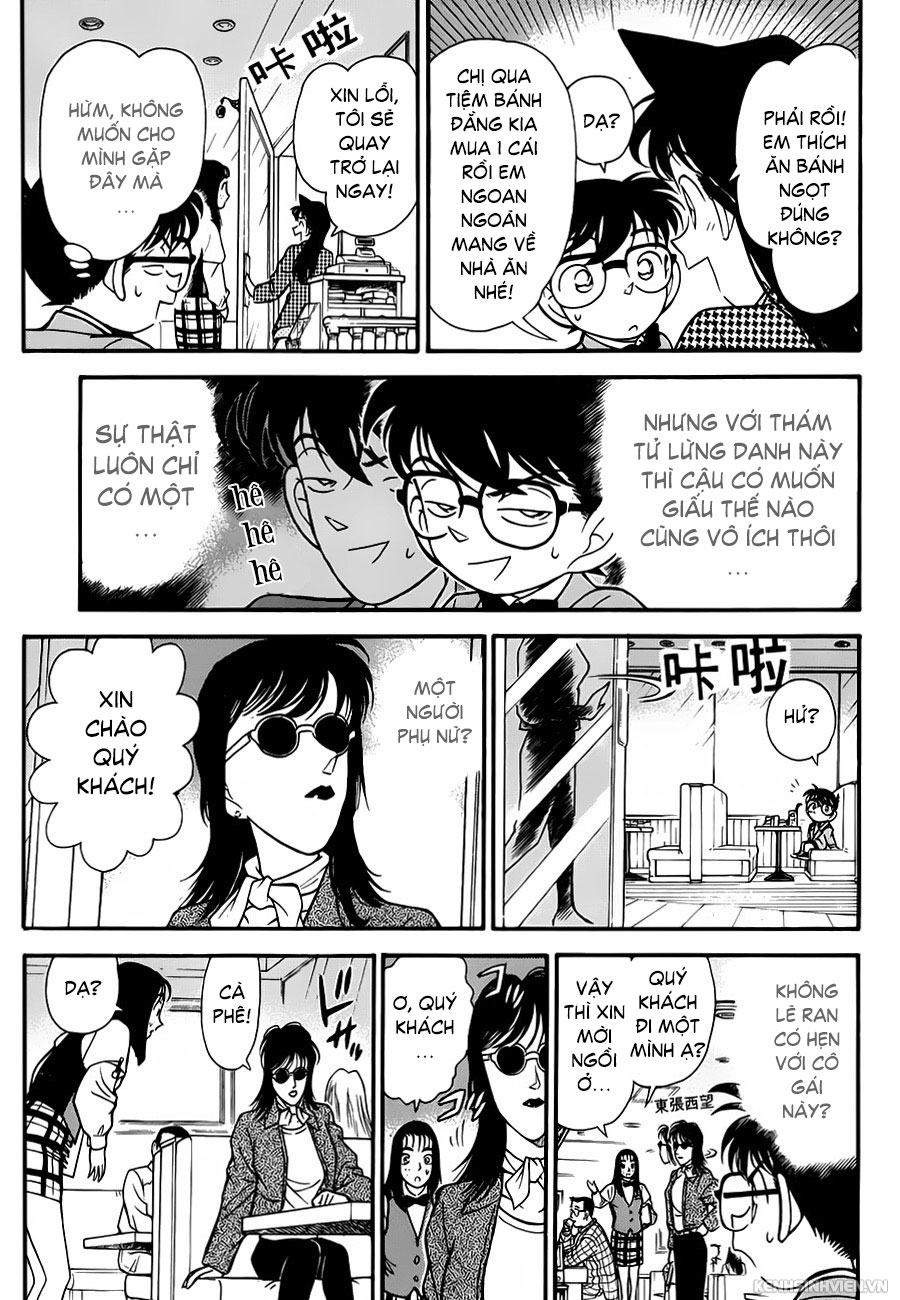 PHẢI RỒI!
EM THÍCH
ĂN BÁNH
NGỌT
ĐÚNG
KHÔNG?
DẠ?
CHỊ QUA
TIỆM BÁNH
ĐẰNG KIA
MUA 1 CÁI
RỒI EM
NGOAN
NGOÃN
MANG VỀ
NHÀ ĂN
NHÉ!
咔啦
XIN LỖI,
TÔI SẼ
QUAY
TRỞ LẠI
NGAY!
HỪM, KHÔNG
MUỐN CHO
MÌNH GẶP
ĐÂY MÀ
...
NHƯNG VỚI THÁM
TỬ LỪNG DANH NÀY
THÌ CẬU CÓ MUỐN
GIẤU THẾ NÀO
CŨNG VÔ ÍCH THÔI
...
hê
hê
hê
SỰ THẬT
LUÔN CHỈ
CÓ MỘT
...
咔啦
HỬ?
MỘT
NGƯỜI
PHỤ NỮ?
XIN
CHÀO
QUÝ
KHÁCH!
KHÔNG
LẼ RAN
CÓ HẸN
VỚI CÔ
GÁI
NÀY?
QUÝ
KHÁCH
ĐI MỘT
MÌNH Ạ?
VẬY
THÌ XIN
MỜI
NGỒI
Ở...
東張西望
Ơ, QUÝ
KHÁCH
...
ドド
CÀ
PHÊ!
DẠ?
KENHSINHVIEN.VN